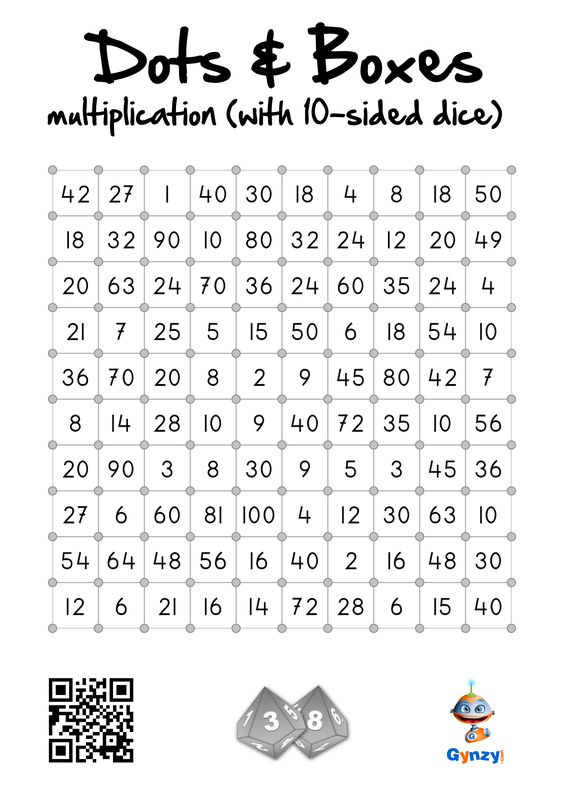 Dots & Boxes
multiplication (with 10-sided dice)
42 27 1 40 30 18 4 8 18 50
18 32 90 10 80 32 24 12 20 49
20 63 24 70 36 24 60 35 24 4
21 7 25 5 15 50 6 18 54 10
36 70 20 8 2 9 45 80 42 7
8 14 28 10 9 40 72 35 10 56
20 90 3 8 30 9 5 3 45 36
27 6 60 81 100 4 12 30 63 10
54 64 48 56 16 40 2 16 48 30
12 6 21 16 14 72 28 6 15 40
1 3 8
G
Gynzy.com